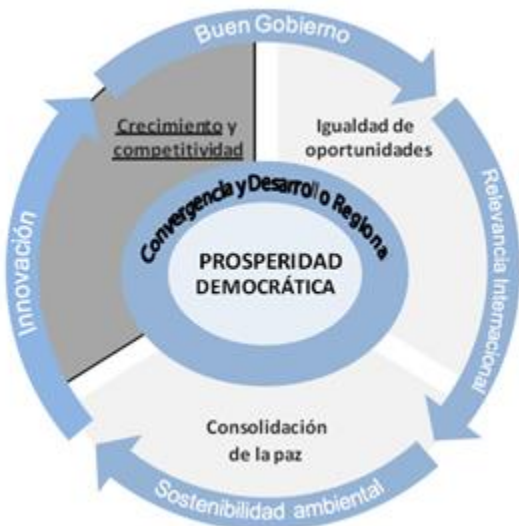 Buen Gobierno
Crecimiento y
competitividad
Igualdad de
oportunidades
Convergencia y Desarrollo Regiona
PROSPERIDAD
DEMOCRÁTICA
Innovación
Relevancia Internacional
Consolidación
de la paz
Sostenibilidad ambiental